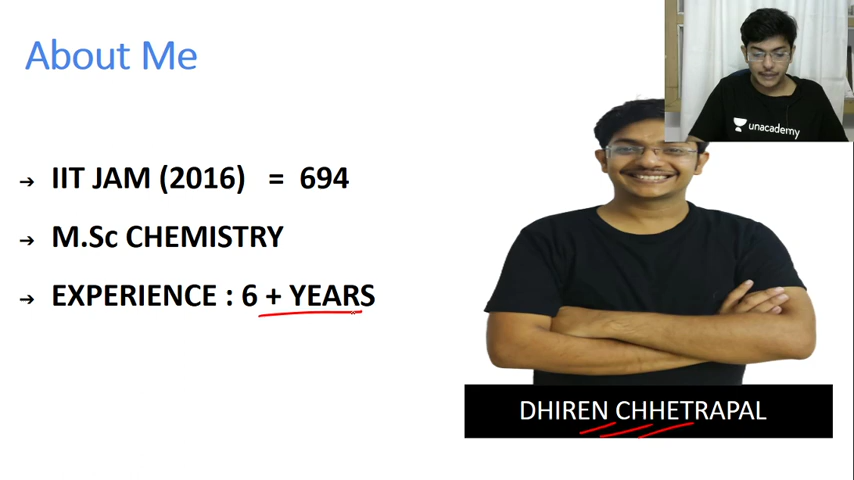 About Me
unacademy
➔ IIT JAM (2016) = 694
➔ M.Sc CHEMISTRY
➔ EXPERIENCE : 6 + YEARS
DHIREN CHHETRAPAL